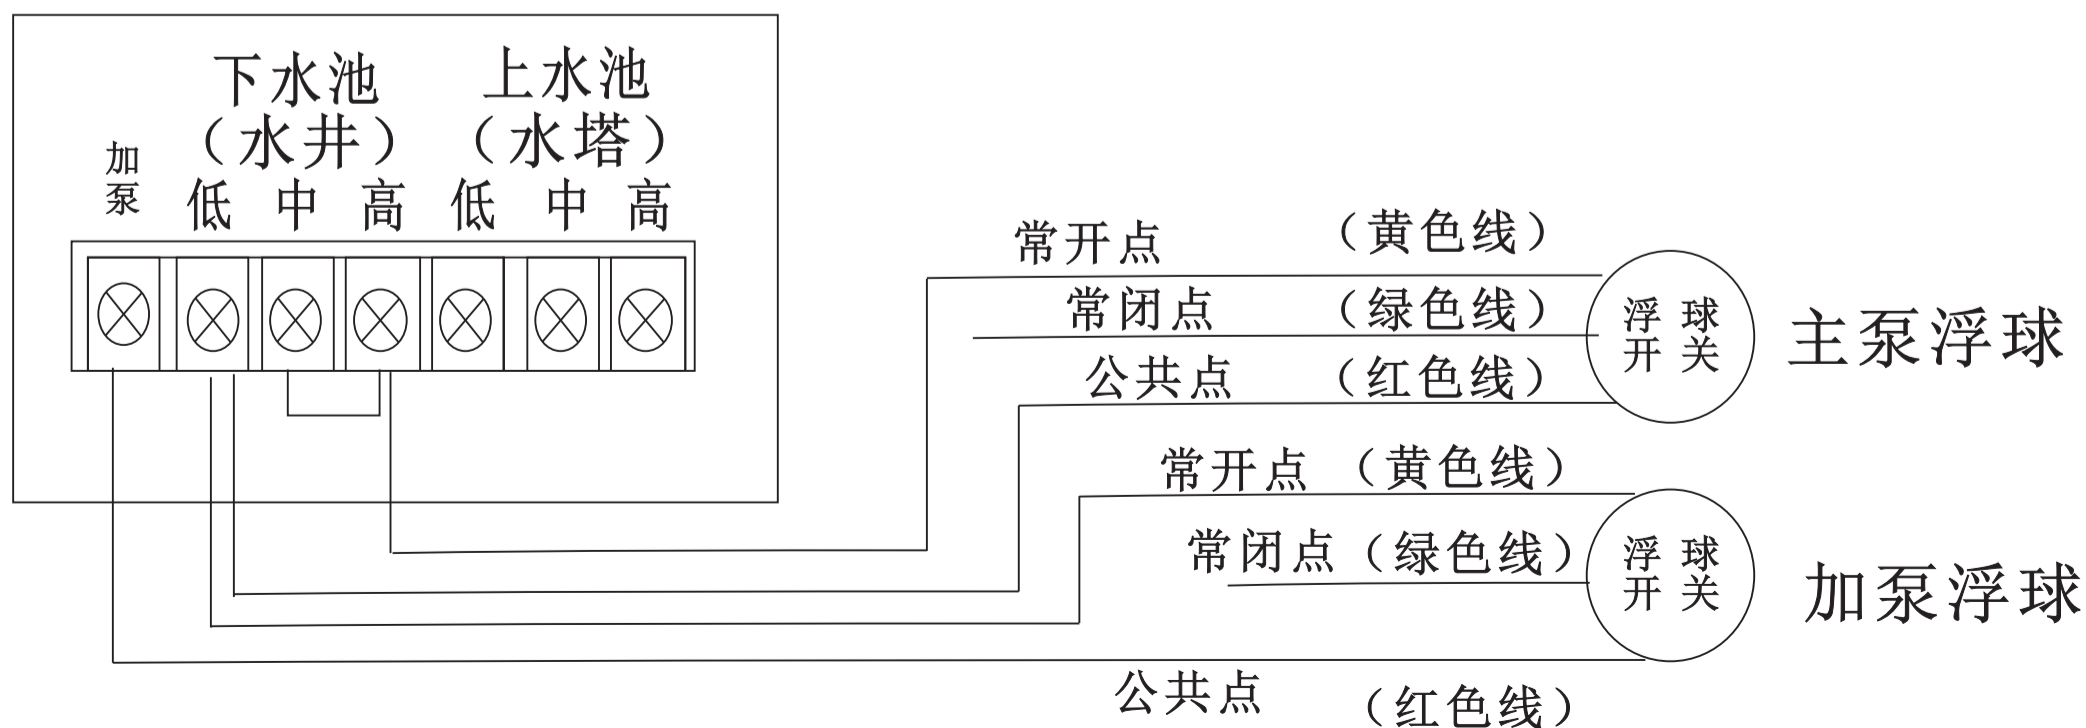 下水池 上水池
（水井） （水塔）
加泵
低 中 高 低 中 高
常开点 （黄色线）
常闭点 （绿色线）
公共点 （红色线）
浮球
开关
主泵浮球
常开点 （黄色线）
常闭点 （绿色线）
浮球
开关
加泵浮球
公共点 （红色线）